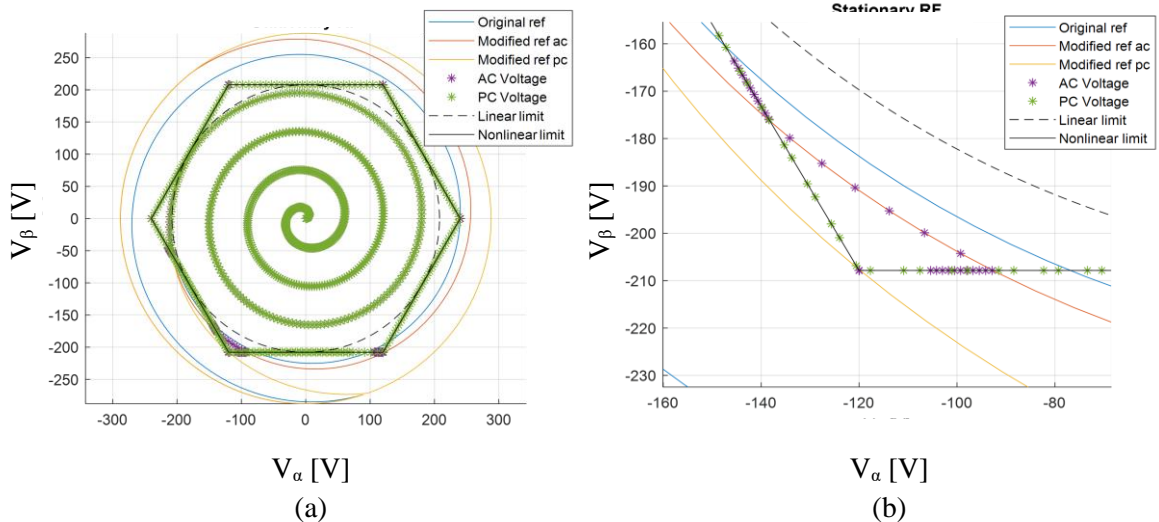 Stationary RF
Original ref
Modified ref ac
Modified ref pc
AC Voltage
PC Voltage
Linear limit
Nonlinear limit
250
200
150
100
50
0
-50
-100
-150
-200
-250
Vβ [V]
-300
-200
-100
0
100
200
300
Vα [V]
(a)
Original ref
Modified ref ac
Modified ref pc
AC Voltage
PC Voltage
Linear limit
Nonlinear limit
-160
-170
-180
-190
-200
-210
-220
-230
Vβ [V]
-160
-140
-120
-100
-80
Vα [V]
(b)